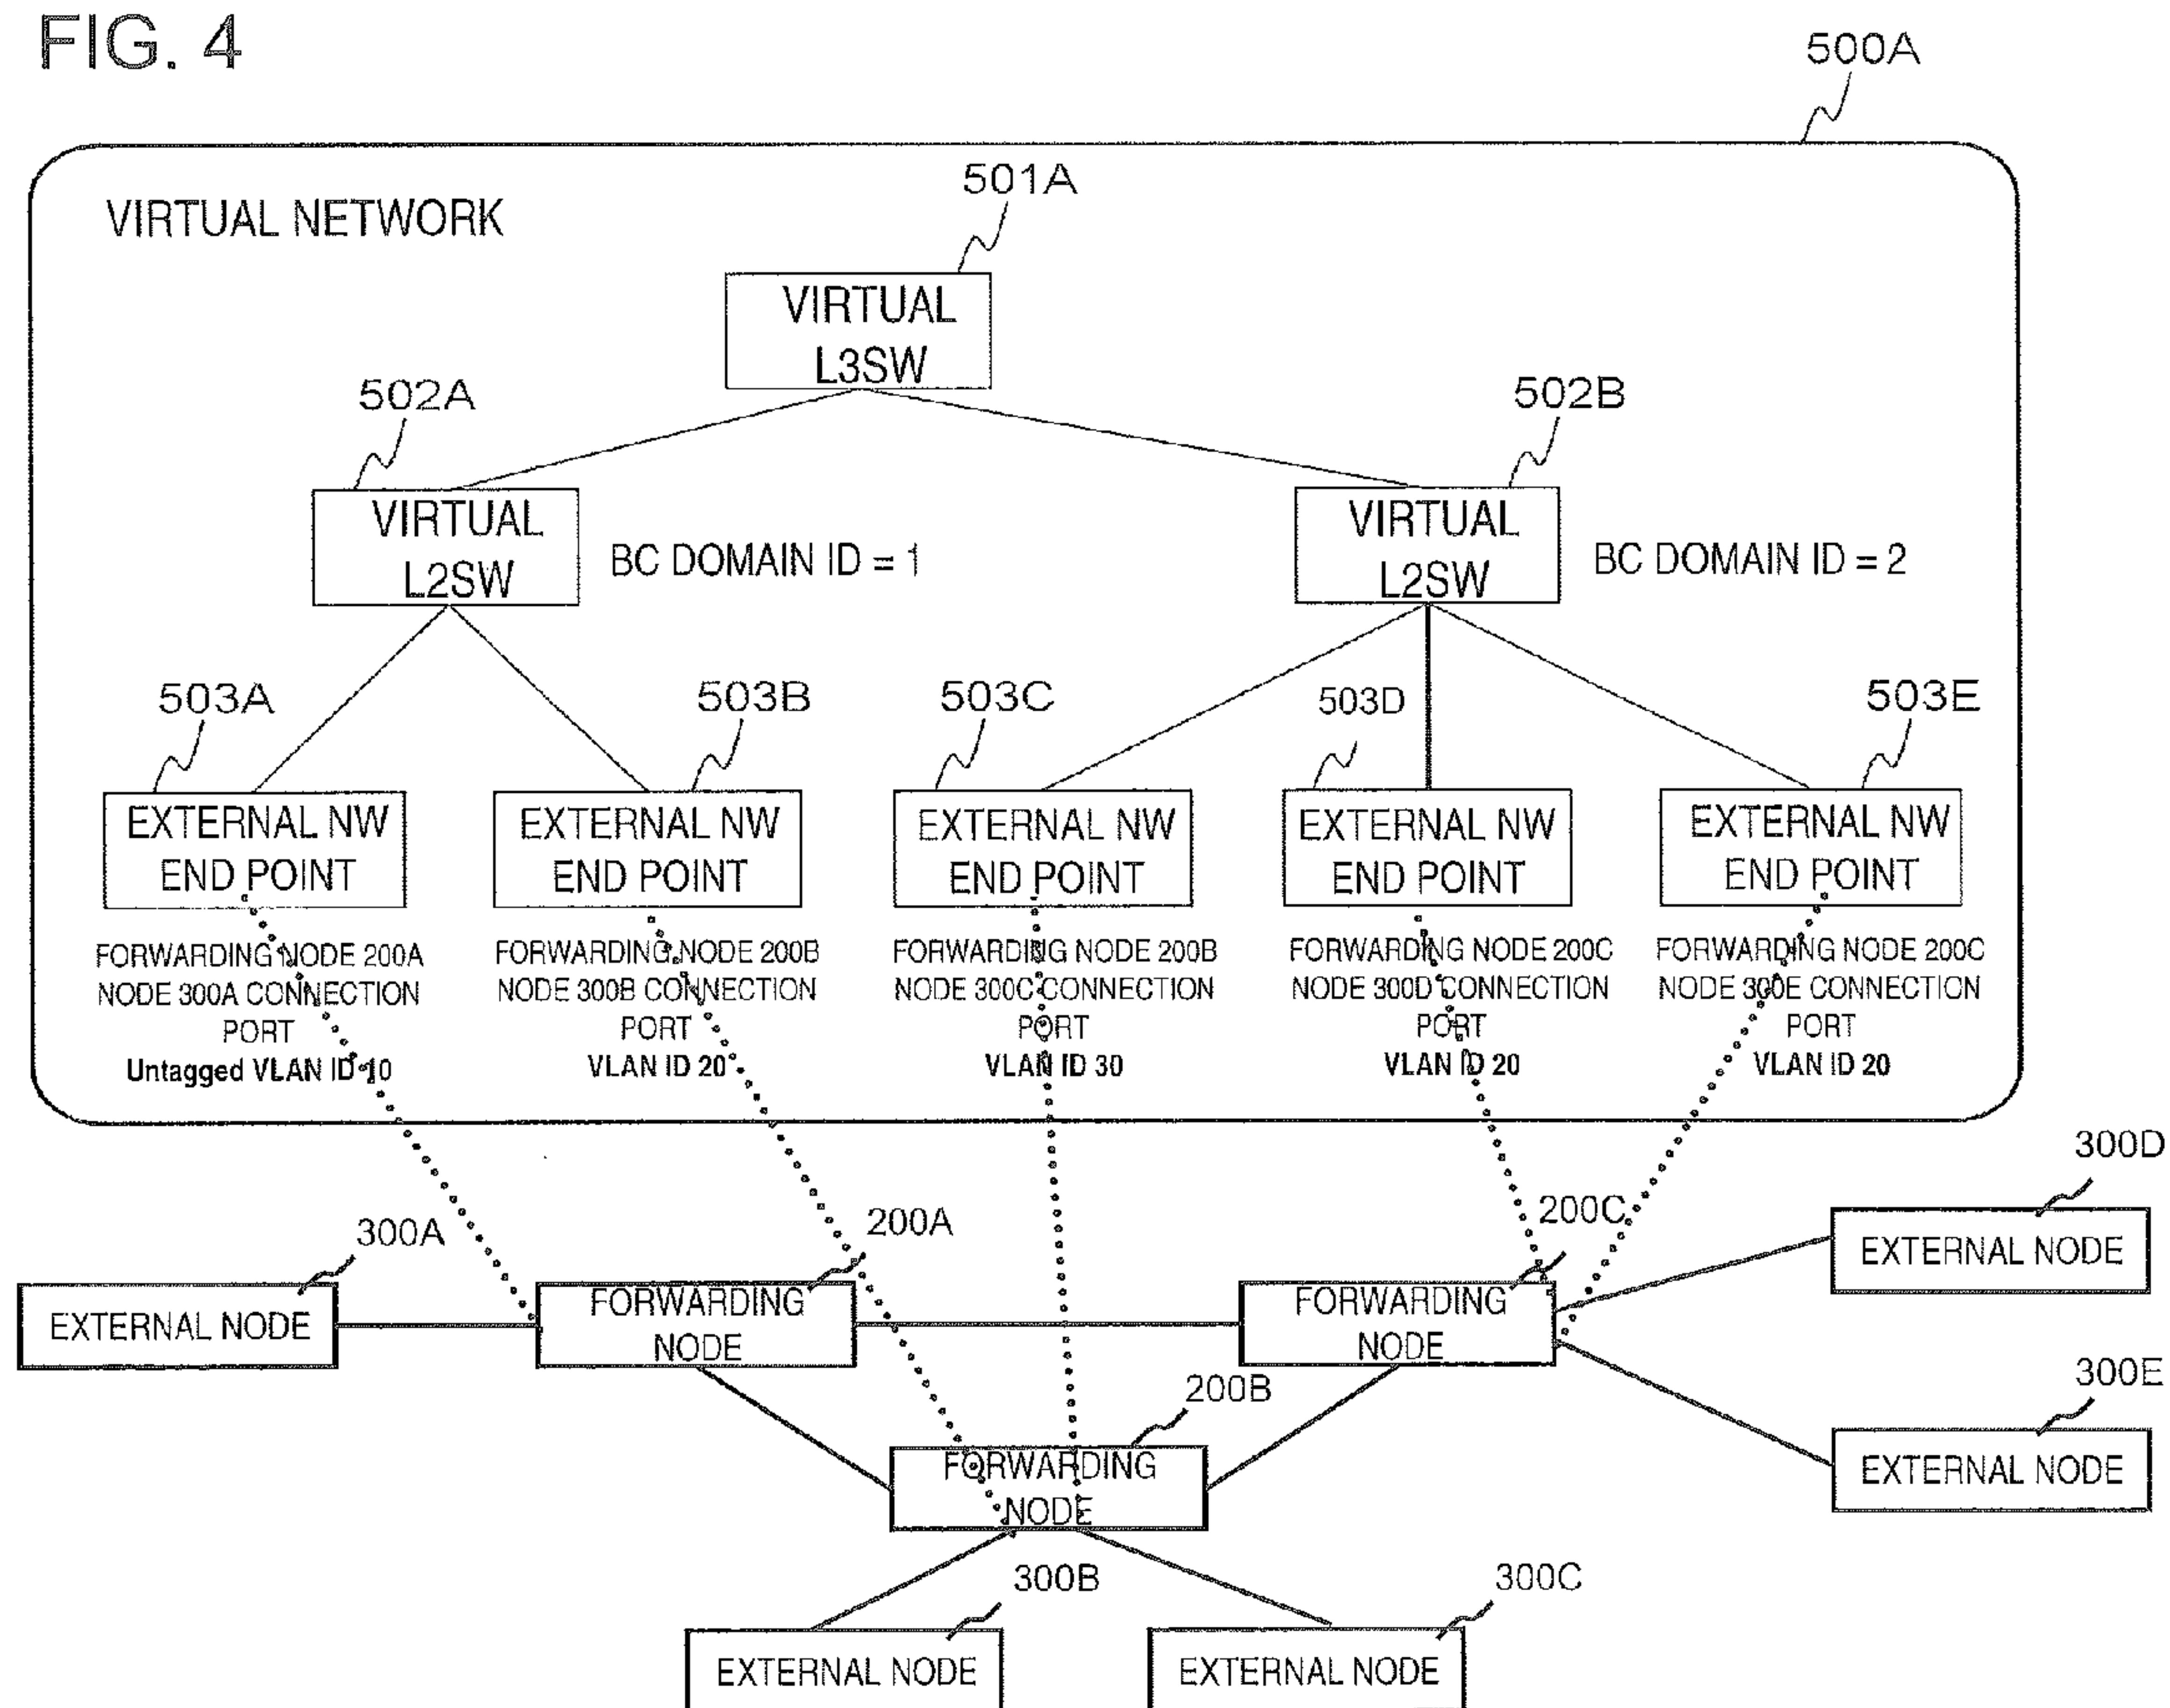 FIG. 4
500A
VIRTUAL NETWORK
501A
VIRTUAL
L3SW
502A
VIRTUAL
L2SW
BC DOMAIN ID = 1
502B
VIRTUAL
L2SW
BC DOMAIN ID = 2
503A
EXTERNAL NW
END POINT
FORWARDING NODE 200A
NODE 300A CONNECTION
PORT
Untagged VLAN ID 10
503B
EXTERNAL NW
END POINT
FORWARDING NODE 200B
NODE 300B CONNECTION
PORT
VLAN ID 20
503C
EXTERNAL NW
END POINT
FORWARDING NODE 200B
NODE 300C CONNECTION
PORT
VLAN ID 30
503D
EXTERNAL NW
END POINT
FORWARDING NODE 200C
NODE 300D CONNECTION
PORT
VLAN ID 20
503E
EXTERNAL NW
END POINT
FORWARDING NODE 200C
NODE 300E CONNECTION
PORT
VLAN ID 20
300A
EXTERNAL NODE
200A
FORWARDING
NODE
200C
FORWARDING
NODE
300D
EXTERNAL NODE
200B
FORWARDING
NODE
300E
EXTERNAL NODE
300B
EXTERNAL NODE
300C
EXTERNAL NODE